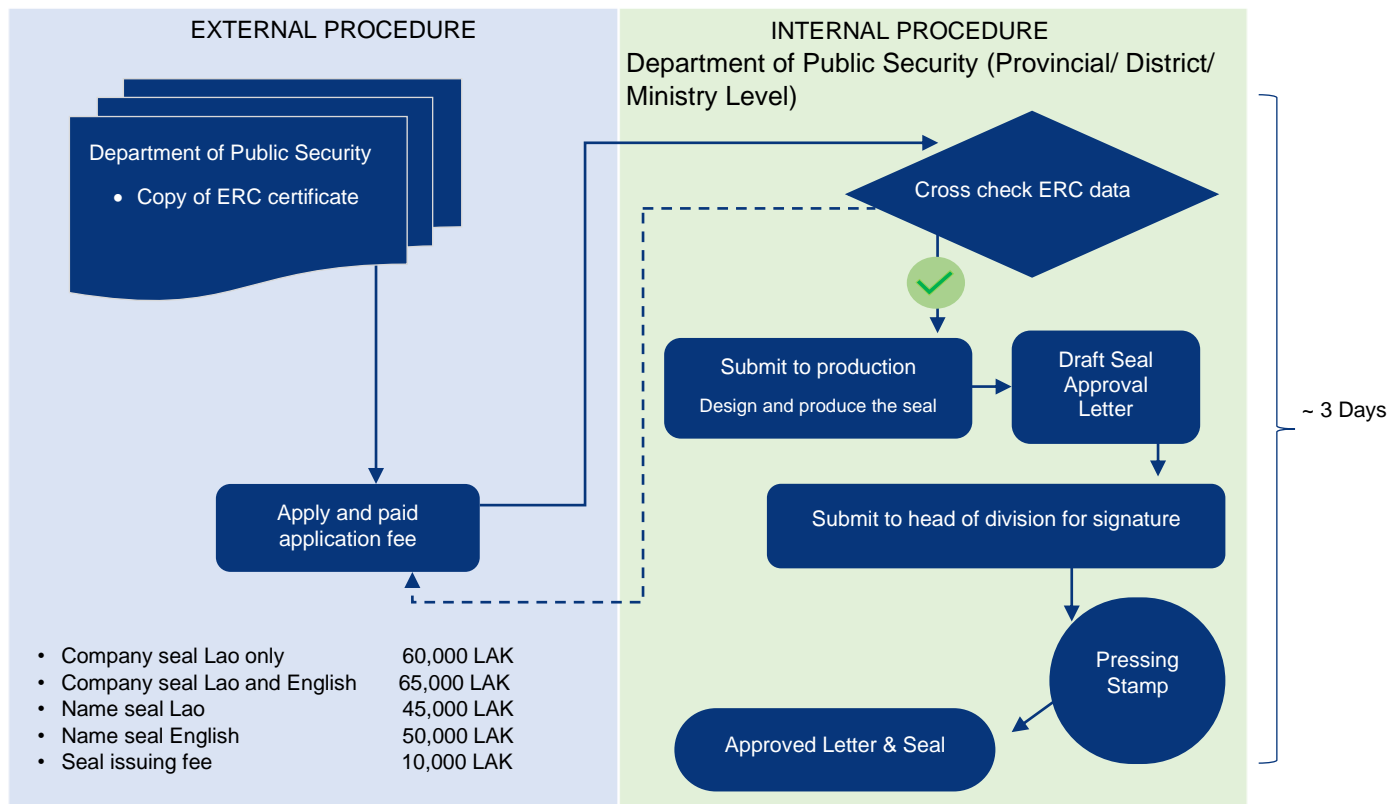 EXTERNAL PROCEDURE
Department of Public Security
• Copy of ERC certificate
Apply and paid
application fee
• Company seal Lao only 60,000 LAK
• Company seal Lao and English 65,000 LAK
• Name seal Lao 45,000 LAK
• Name seal English 50,000 LAK
• Seal issuing fee 10,000 LAK
INTERNAL PROCEDURE
Department of Public Security (Provincial/ District/
Ministry Level)
Cross check ERC data
Submit to production
Design and produce the seal
Draft Seal
Approval
Letter
Submit to head of division for signature
Pressing
Stamp
Approved Letter & Seal
~ 3 Days